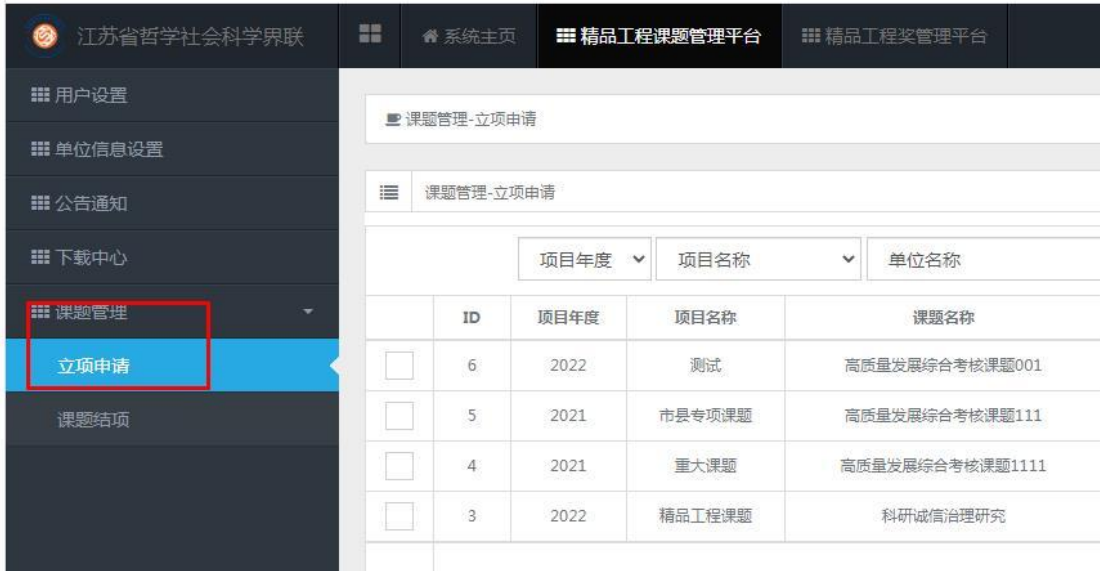 江苏省哲学社会科学界联
系统主页 精品工程课题管理平台 精品工程奖管理平台
用户设置
单位信息设置
公告通知
下载中心
课题管理
立项申请
课题结项
课题管理-立项申请
课题管理-立项申请
项目年度 项目名称 单位名称
ID 项目年度 项目名称 课题名称
6 2022 测试 高质量发展综合考核课题001
5 2021 市县专项课题 高质量发展综合考核课题111
4 2021 重大课题 高质量发展综合考核课题1111
3 2022 精品工程课题 科研诚信治理研究